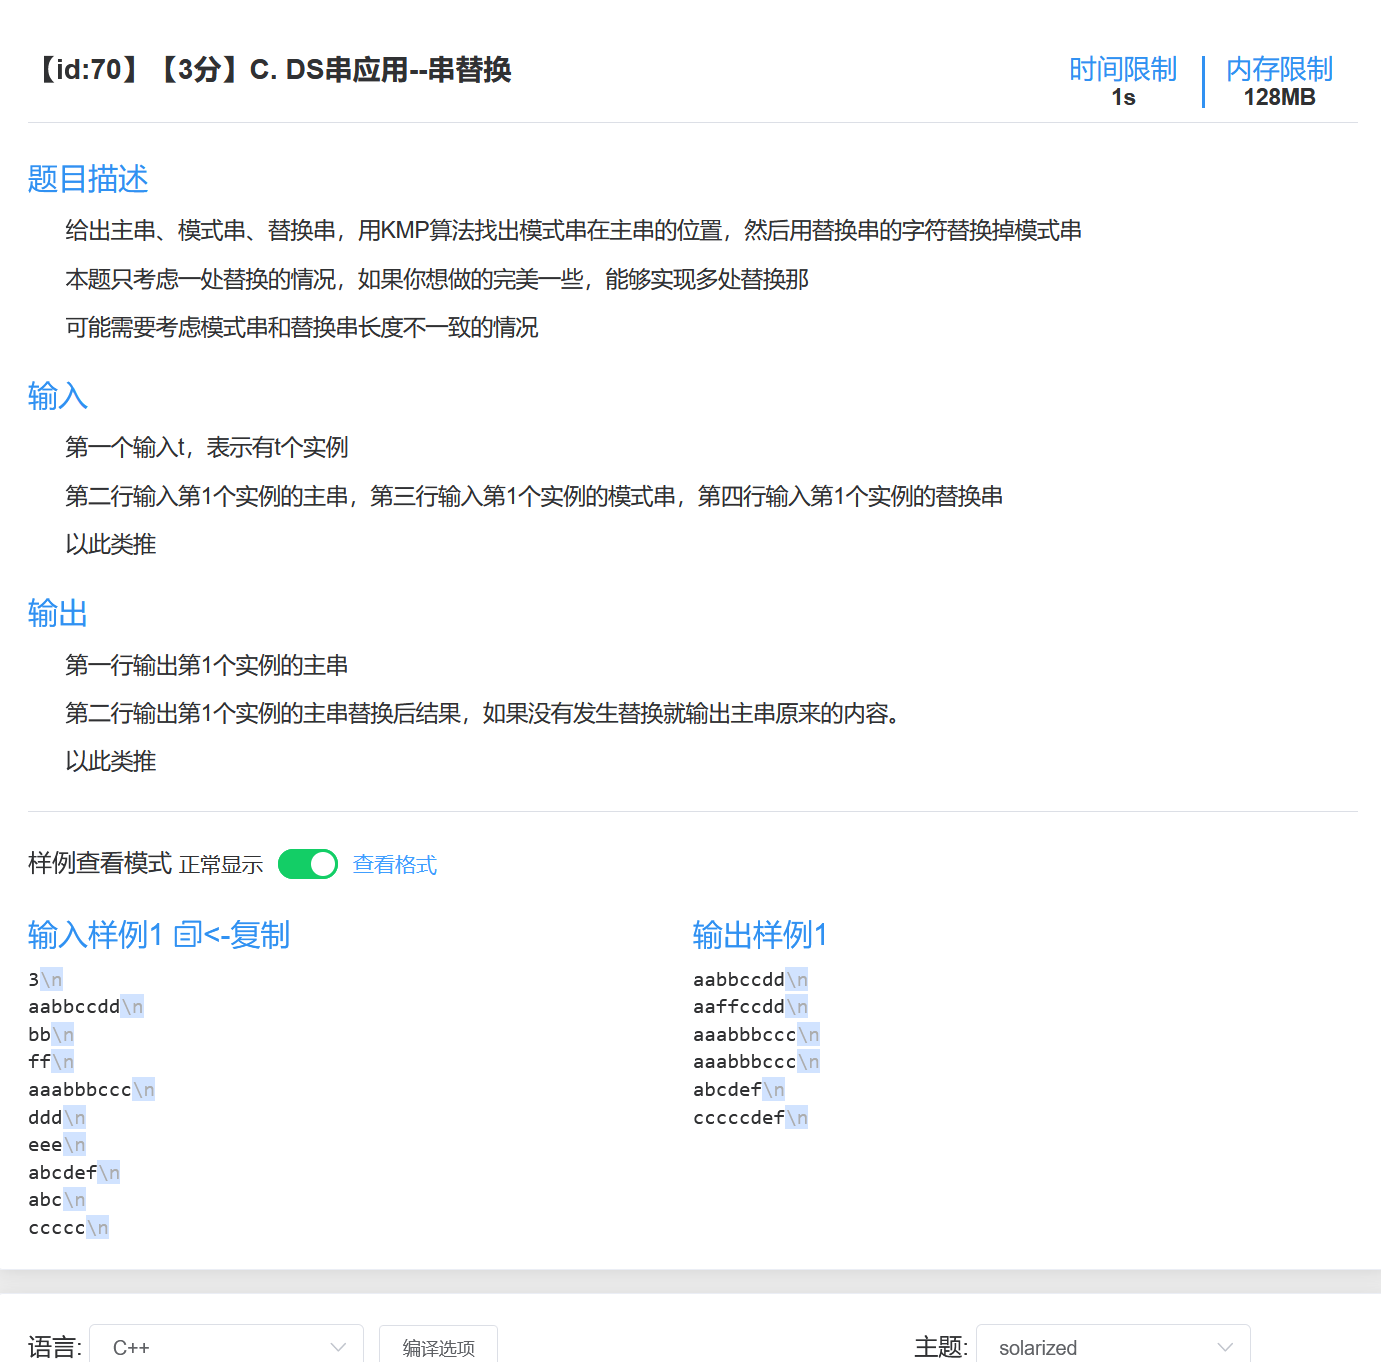 【id:70】【3分】C. DS串应用--串替换
时间限制
1s
内存限制
128MB
题目描述
给出主串、模式串、替换串，用KMP算法找出模式串在主串的位置，然后用替换串的字符替换掉模式串
本题只考虑一处替换的情况，如果你想做的完美一些，能够实现多处替换那
可能需要考虑模式串和替换串长度不一致的情况
输入
第一个输入t，表示有t个实例
第二行输入第1个实例的主串，第三行输入第1个实例的模式串，第四行输入第1个实例的替换串
以此类推
输出
第一行输出第1个实例的主串
第二行输出第1个实例的主串替换后结果，如果没有发生替换就输出主串原来的内容。
以此类推
样例查看模式 正常显示 查看格式
输入样例1 <-复制
3\n
aabbccdd\n
bb\n
ff\n
aaabbbccc\n
ddd\n
eee\n
abcdef\n
abc\n
ccccc\n
输出样例1
aabbccdd\n
aaffccdd\n
aaabbbccc\n
aaabbbccc\n
abcdef\n
cccccdef\n
语言: C++ 编译选项
主题: solarized